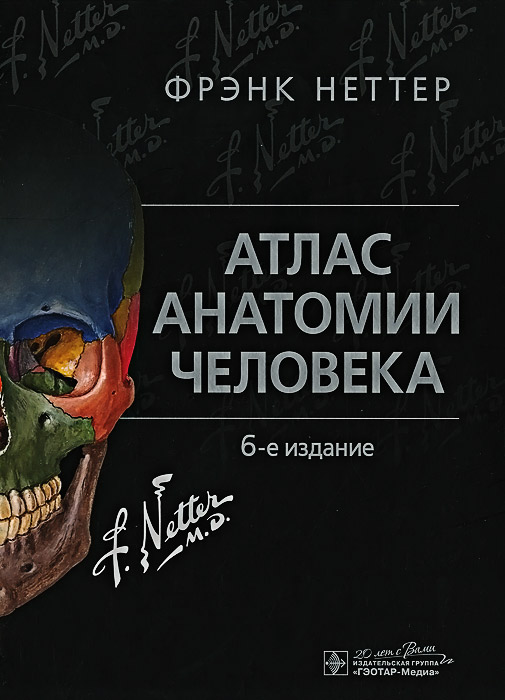 ФРЭНК НЕТТЕР
АТЛАС
АНАТОМИИ
ЧЕЛОВЕКА
6-е издание
F. Netter
M.D.
20 лет с Вами
ИЗДАТЕЛЬСКАЯ ГРУППА
«ГЭОТАР-Медиа»